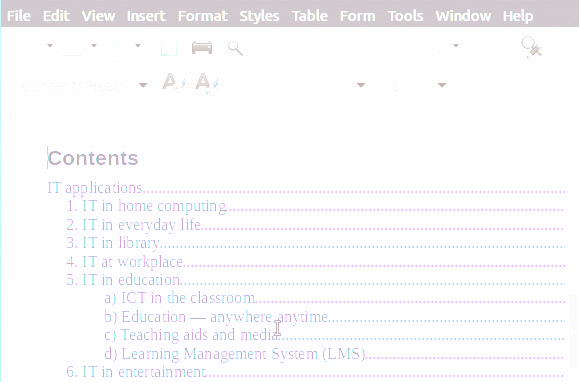 File Edit View Insert Format Styles Table Form Tools Window Help
Contents
IT applications
1. IT in home computing
2. IT in everyday life
3. IT in library
4. IT at workplace
5. IT in education
a) ICT in the classroom
b) Education — anywhere anytime
c) Teaching aids and media
d) Learning Management System (LMS)
6. IT in entertainment